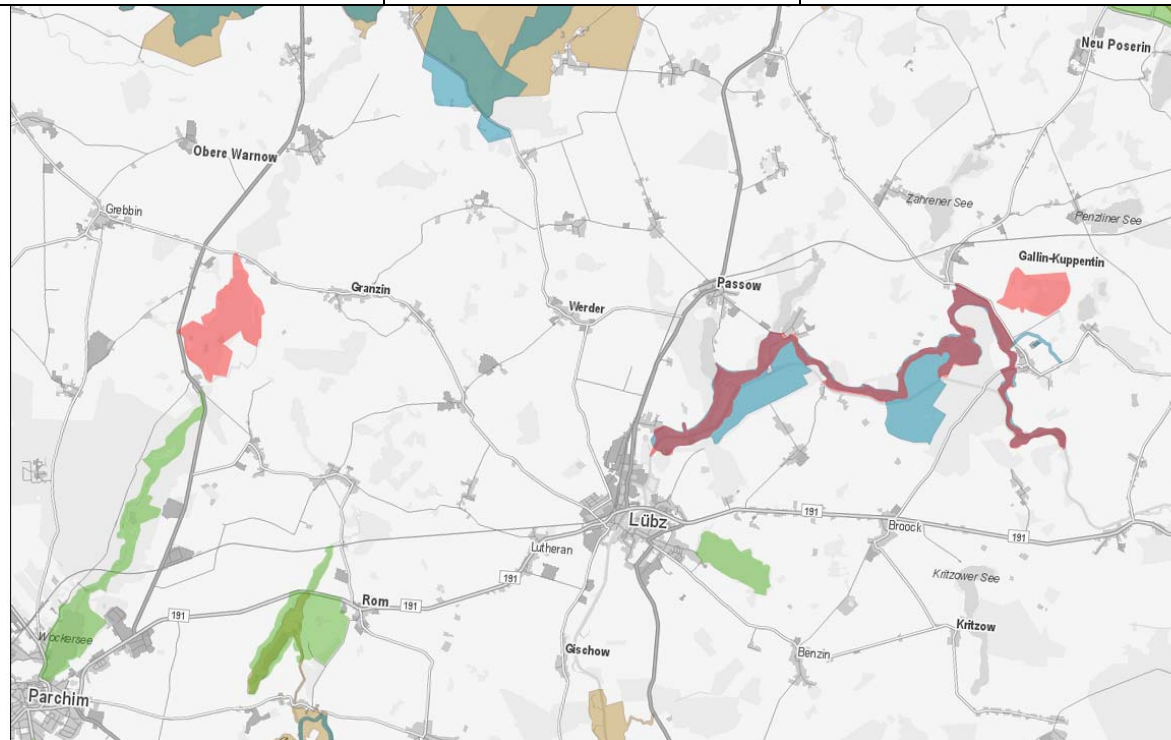 Neu Poserin
Obere Warnow
Zahrener See
Grebbin
Penzliner See
Gallin-Kuppentin
Granzin
Passow
Werder
191
Lübz
Broock
191
Lutheran
Kritzower See
191
Rom
191
191
Kritzow
Wockersee
Gischow
Benzin
Parchim